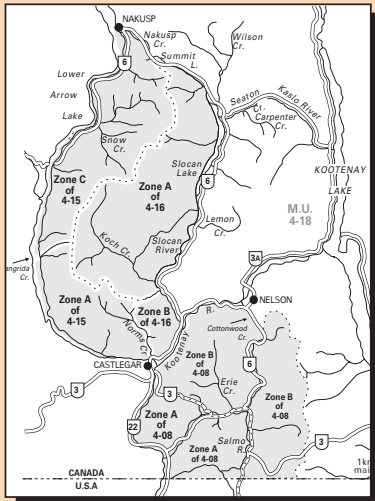 NAKUSP
Nakusp
Cr.
Wilson
Cr.
Summit
L.
6
Lower
Arrow
Lake
Seaton
Cr.
Kaslo River
Carpenter
Cr.
Snow
Cr.
Slocan
Lake
KOOTENAY
LAKE
Zone C
of
4-15
Zone A
of
4-16
6
M.U.
4-18
Lemon
Cr.
Koch Cr.
Slocan
River
3A
angrida
Cr.
Zone A
of
4-15
Zone B
of 4-16
R.
NELSON
Norns Cr.
Kootenay
Cottonwood
Cr.
Zone B
of
4-08
6
CASTLEGAR
Erie
Cr.
Zone B
of
4-08
3
3
Zone A
of
4-08
22
Salmo
R.
Zone A
of 4-08
3
1km
mai
CANADA
U.S.A